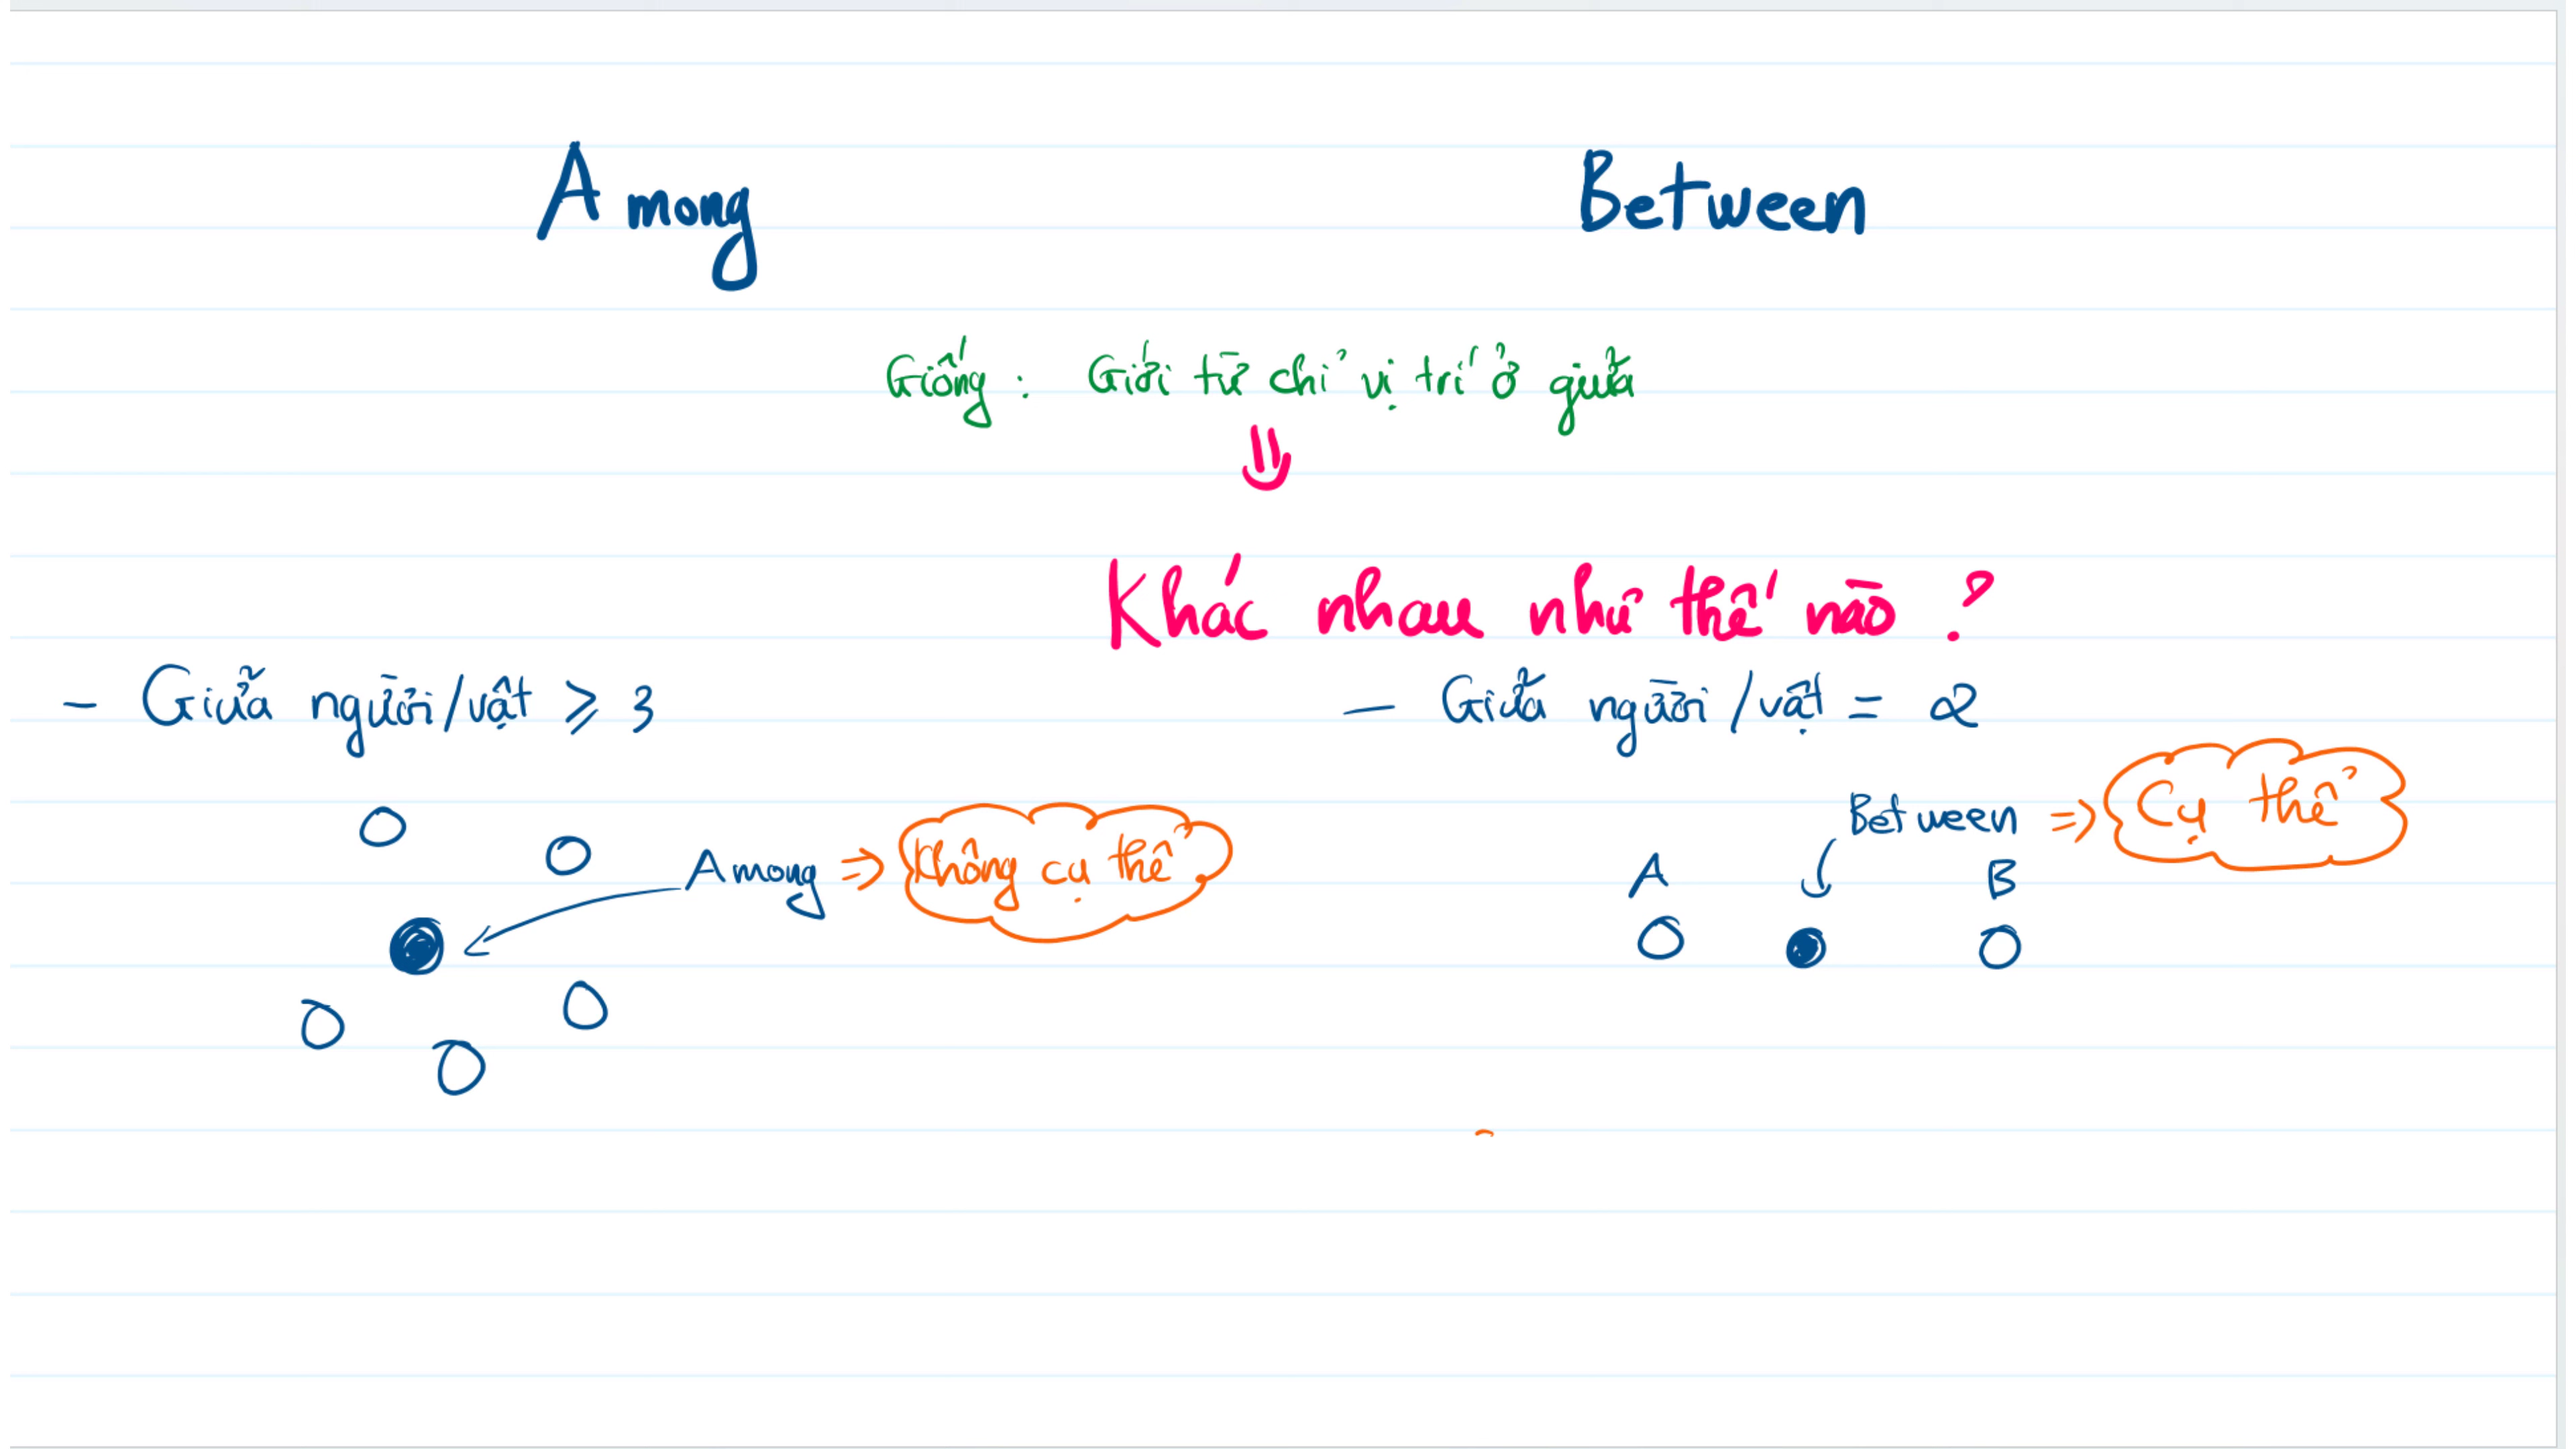 Among
Between
Giống : Giới từ chỉ vị trí ở giữa
⇓
Khác nhau như thế nào ?
- Giữa người/vật ⩾ 3
- Giữa người/vật = 2
Among ⇒ Không cụ thể
Between ⇒ Cụ thể
A B